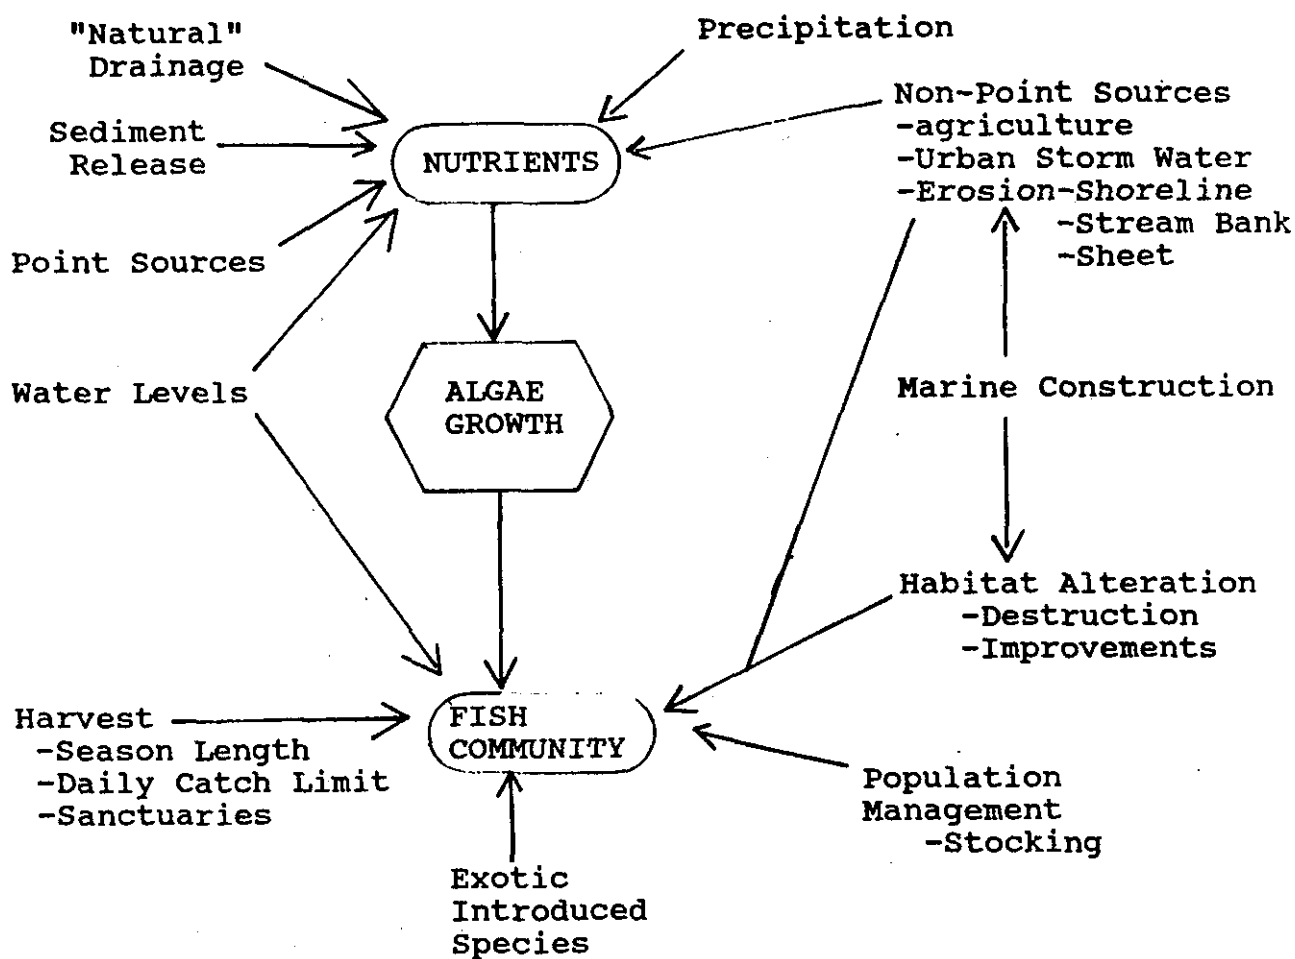 "Natural"
Drainage
Precipitation
Sediment
Release
NUTRIENTS
Non-Point Sources
-agriculture
-Urban Storm Water
-Erosion-Shoreline
-Stream Bank
-Sheet
Point Sources
Water Levels
ALGAE
GROWTH
Marine Construction
Habitat Alteration
-Destruction
-Improvements
Harvest
-Season Length
-Daily Catch Limit
-Sanctuaries
FISH
COMMUNITY
Population
Management
-Stocking
Exotic
Introduced
Species